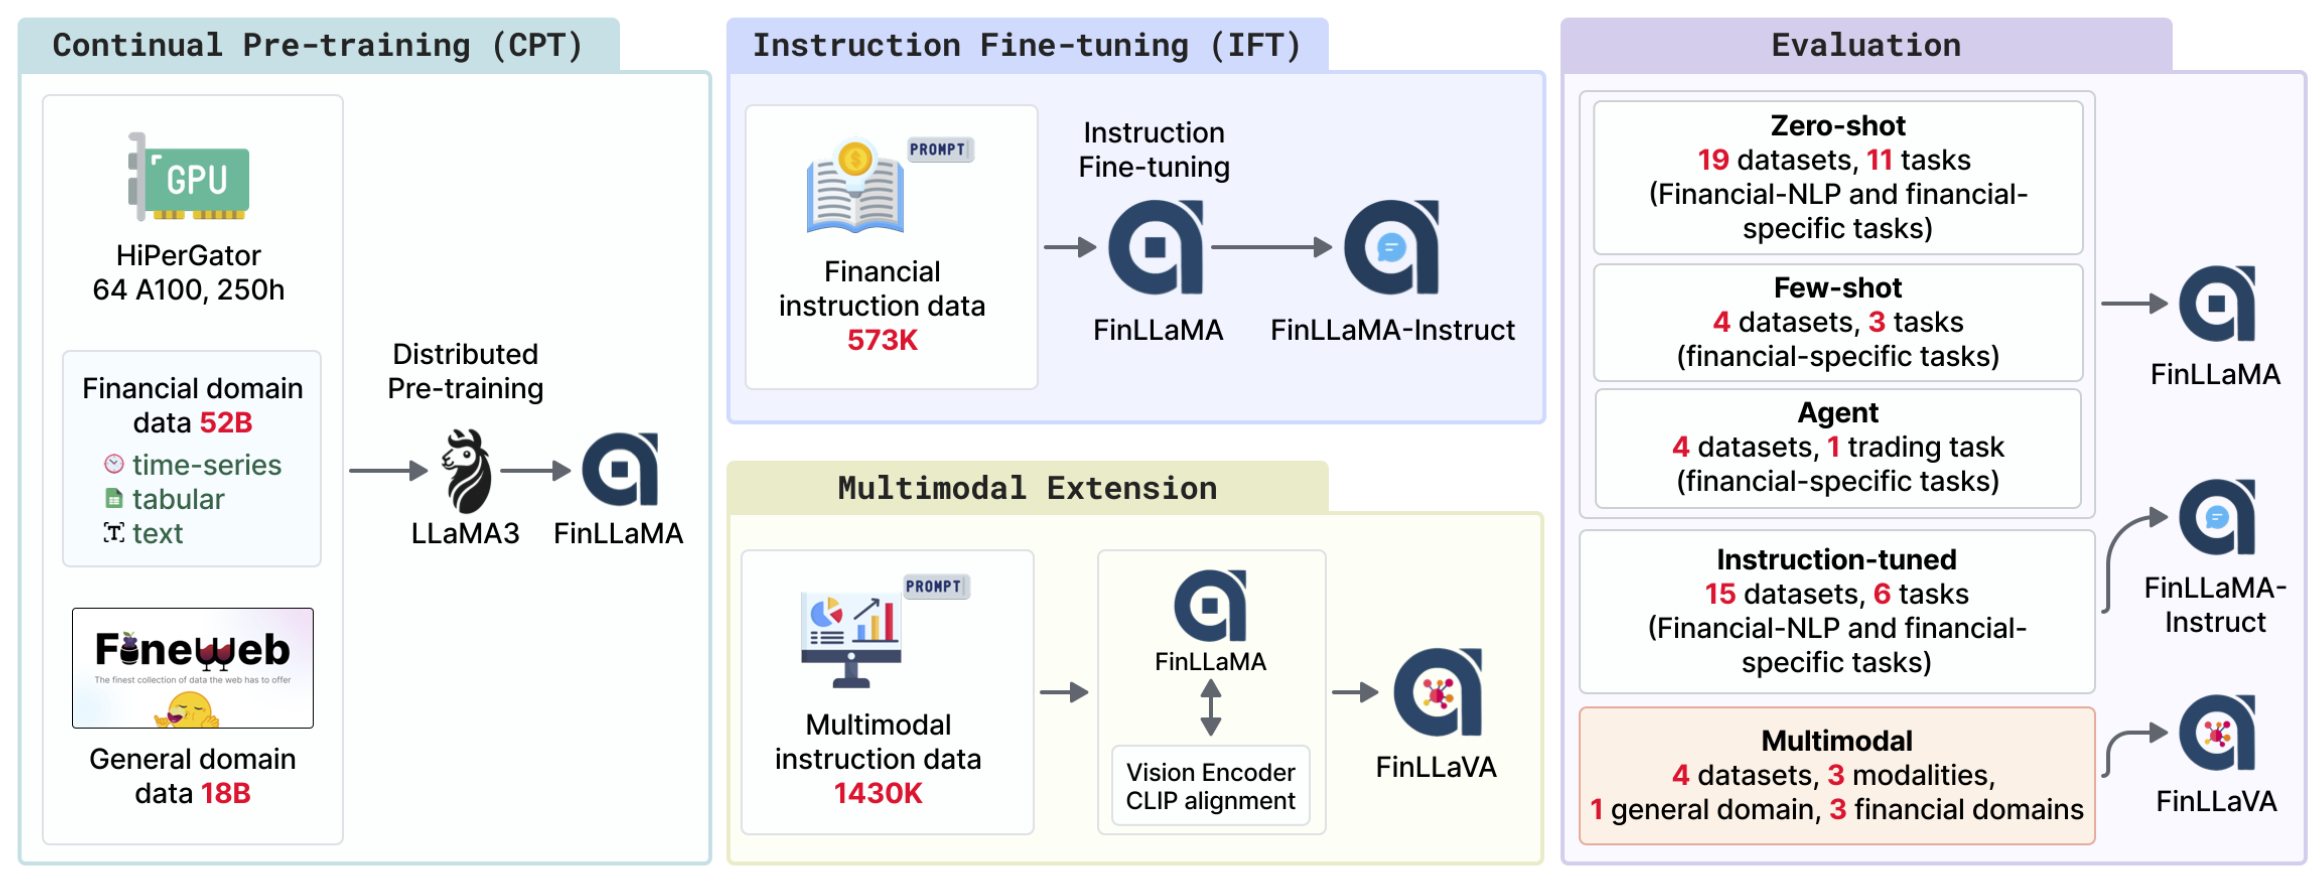 Continual Pre-training (CPT)
GPU
HiPerGator
64 A100, 250h
Financial domain
data 52B
time-series
tabular
T text
Fineweb
The finest collection of data the web has to offer
General domain
data 18B
Distributed
Pre-training
LLaMA3
FinLLaMA
Instruction Fine-tuning (IFT)
PROMPT
Financial
instruction data
573K
Instruction
Fine-tuning
FinLLaMA
FinLLaMA-Instruct
Multimodal Extension
PROMPT
Multimodal
instruction data
1430K
FinLLaMA
Vision Encoder
CLIP alignment
FinLLaVA
Evaluation
Zero-shot
19 datasets, 11 tasks
(Financial-NLP and financial-
specific tasks)
Few-shot
4 datasets, 3 tasks
(financial-specific tasks)
Agent
4 datasets, 1 trading task
(financial-specific tasks)
FinLLaMA
Instruction-tuned
15 datasets, 6 tasks
(Financial-NLP and financial-
specific tasks)
FinLLaMA-
Instruct
Multimodal
4 datasets, 3 modalities,
1 general domain, 3 financial domains
FinLLaVA